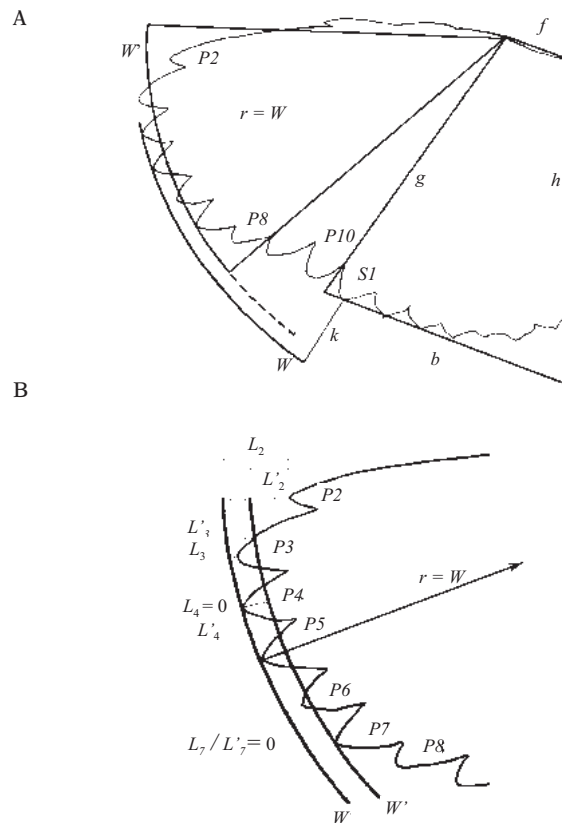 A
f
W'
P2
r = W
h
g
P8
P10
S1
k
W
b
B
L2
L'2
P2
L'3
P3
L3
r = W
P4
L4 = 0
P5
L'4
P6
P7
L7 / L'7 = 0
P8
W'
W